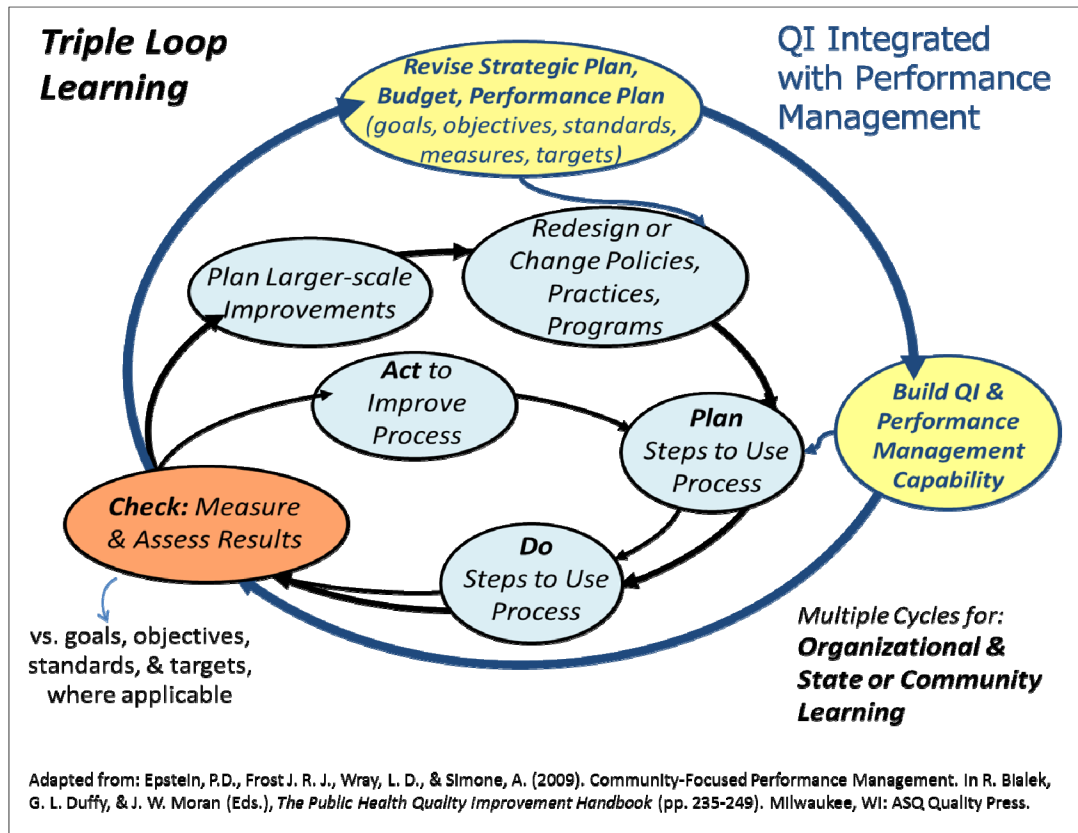 Triple Loop
Learning
QI Integrated
with Performance
Management
Revise Strategic Plan,
Budget, Performance Plan
(goals, objectives, standards,
measures, targets)
Plan Larger-scale
Improvements
Redesign or
Change Policies,
Practices,
Programs
Act to
Improve
Process
Plan
Steps to Use
Process
Build QI &
Performance
Management
Capability
Check: Measure
& Assess Results
Do
Steps to Use
Process
vs. goals, objectives,
standards, & targets,
where applicable
Multiple Cycles for:
Organizational &
State or Community
Learning
Adapted from: Epstein, P.D., Frost J. R. J., Wray, L. D., & Simone, A. (2009). Community-Focused Performance Management. In R. Bialek,
G. L. Duffy, & J. W. Moran (Eds.), The Public Health Quality Improvement Handbook (pp. 235-249). Milwaukee, WI: ASQ Quality Press.